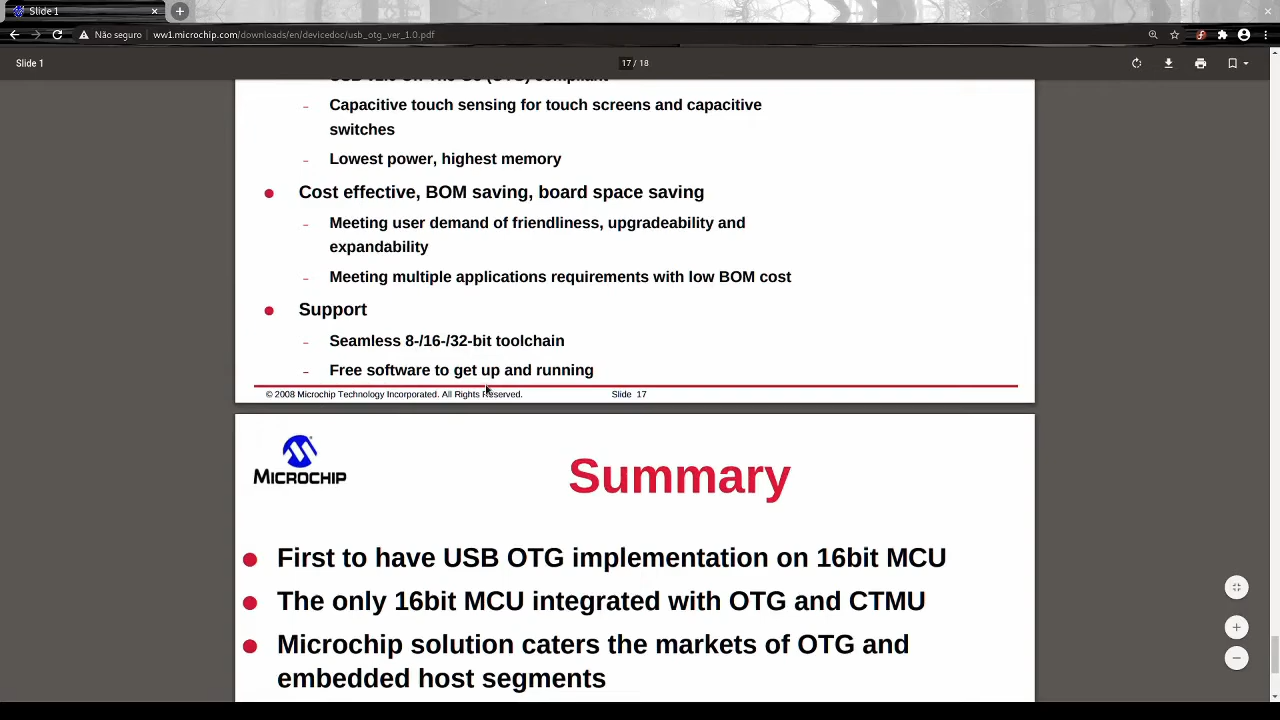 Slide 1
Não seguro
ww1.microchip.com/downloads/en/devicedoc/usb_otg_ver_1.0.pdf
Slide 1
17 / 18
Capacitive touch sensing for touch screens and capacitive
switches
Lowest power, highest memory
Cost effective, BOM saving, board space saving
Meeting user demand of friendliness, upgradeability and
expandability
Meeting multiple applications requirements with low BOM cost
Support
Seamless 8-/16-/32-bit toolchain
Free software to get up and running
© 2008 Microchip Technology Incorporated. All Rights Reserved.
Slide 17
MICROCHIP
Summary
First to have USB OTG implementation on 16bit MCU
The only 16bit MCU integrated with OTG and CTMU
Microchip solution caters the markets of OTG and
embedded host segments